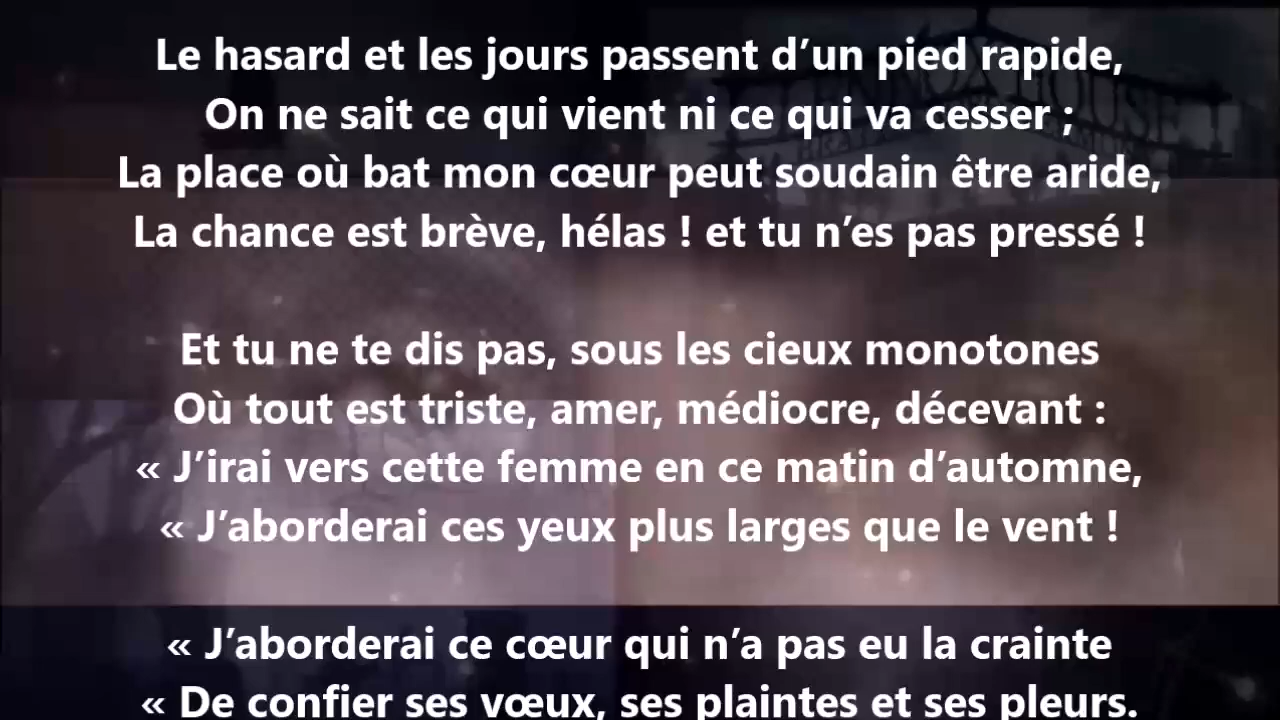 Le hasard et les jours passent d’un pied rapide,
On ne sait ce qui vient ni ce qui va cesser ;
La place où bat mon cœur peut soudain être aride,
La chance est brève, hélas ! et tu n’es pas pressé !
Et tu ne te dis pas, sous les cieux monotones
Où tout est triste, amer, médiocre, décevant :
« J’irai vers cette femme en ce matin d’automne,
« J’aborderai ces yeux plus larges que le vent !
« J’aborderai ce cœur qui n’a pas eu la crainte
« De confier ses vœux, ses plaintes et ses pleurs.